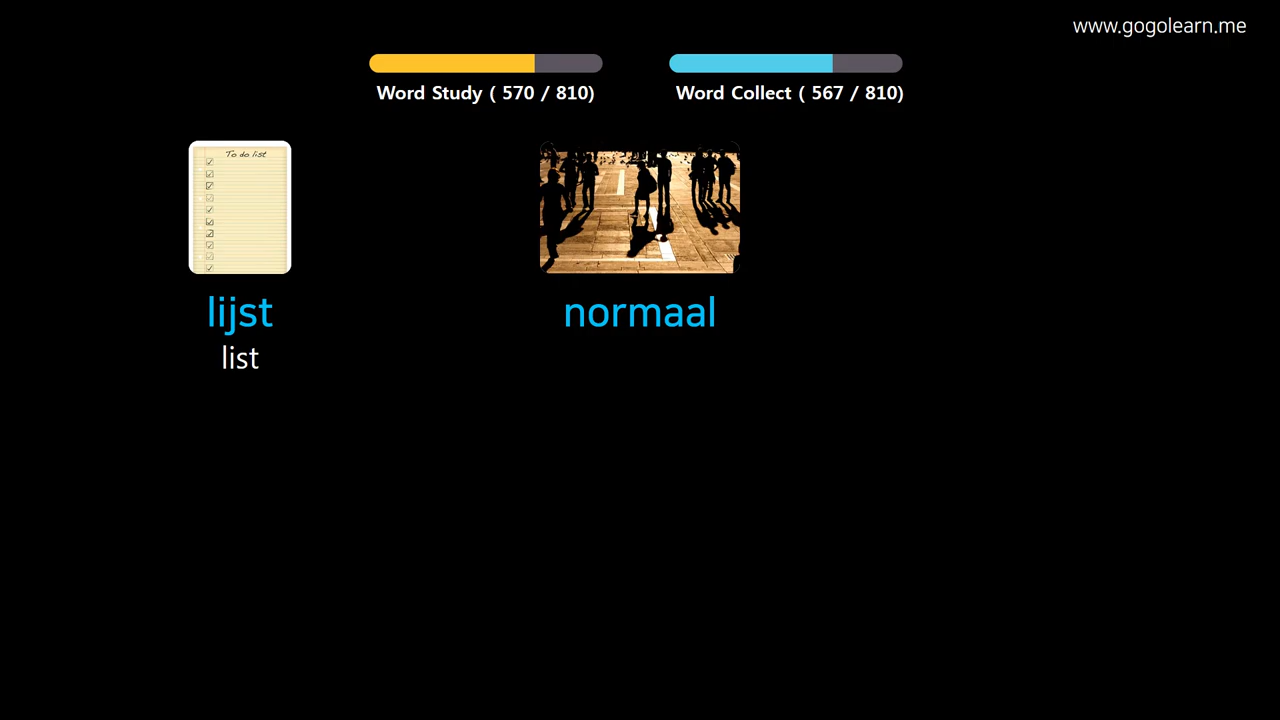 www.gogolearn.me
Word Study ( 570 / 810)
Word Collect ( 567 / 810)
To do list
lijst
normaal
list